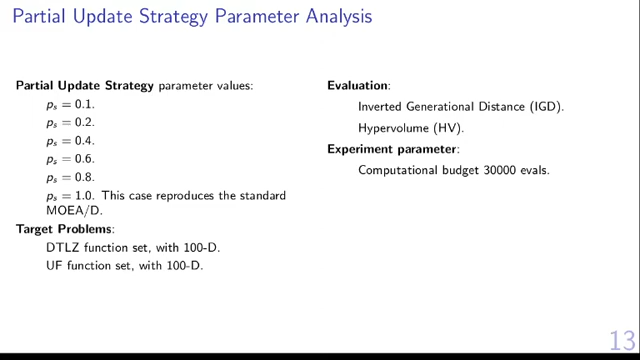 Partial Update Strategy Parameter Analysis
Partial Update Strategy parameter values:
pₛ = 0.1.
pₛ = 0.2.
pₛ = 0.4.
pₛ = 0.6.
pₛ = 0.8.
pₛ = 1.0. This case reproduces the standard
MOEA/D.
Target Problems:
DTLZ function set, with 100-D.
UF function set, with 100-D.
Evaluation:
Inverted Generational Distance (IGD).
Hypervolume (HV).
Experiment parameter:
Computational budget 30000 evals.
13